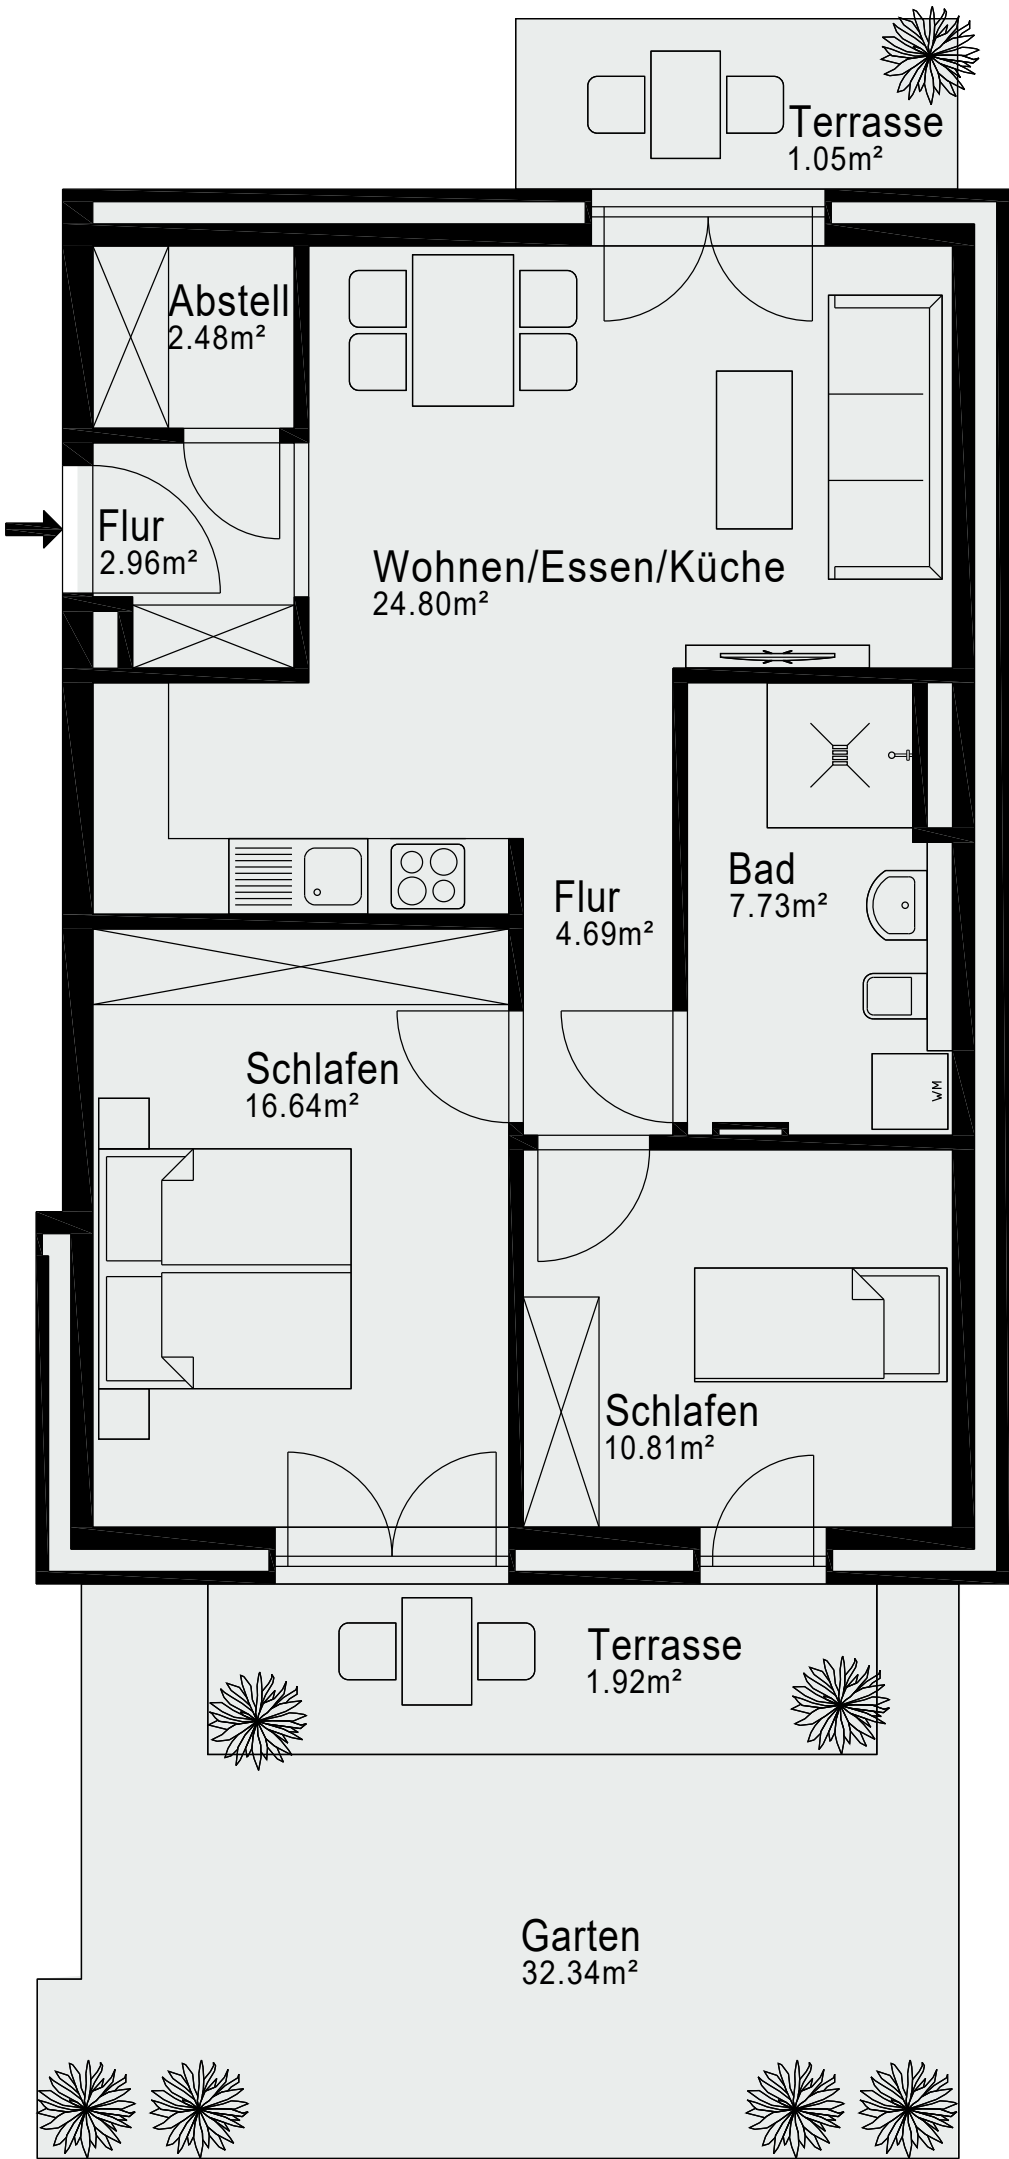 Terrasse
1.05m²
Abstell
2.48m²
Flur
2.96m²
Wohnen/Essen/Küche
24.80m²
Bad
7.73m²
Flur
4.69m²
Schlafen
16.64m²
WM
Schlafen
10.81m²
Terrasse
1.92m²
Garten
32.34m²